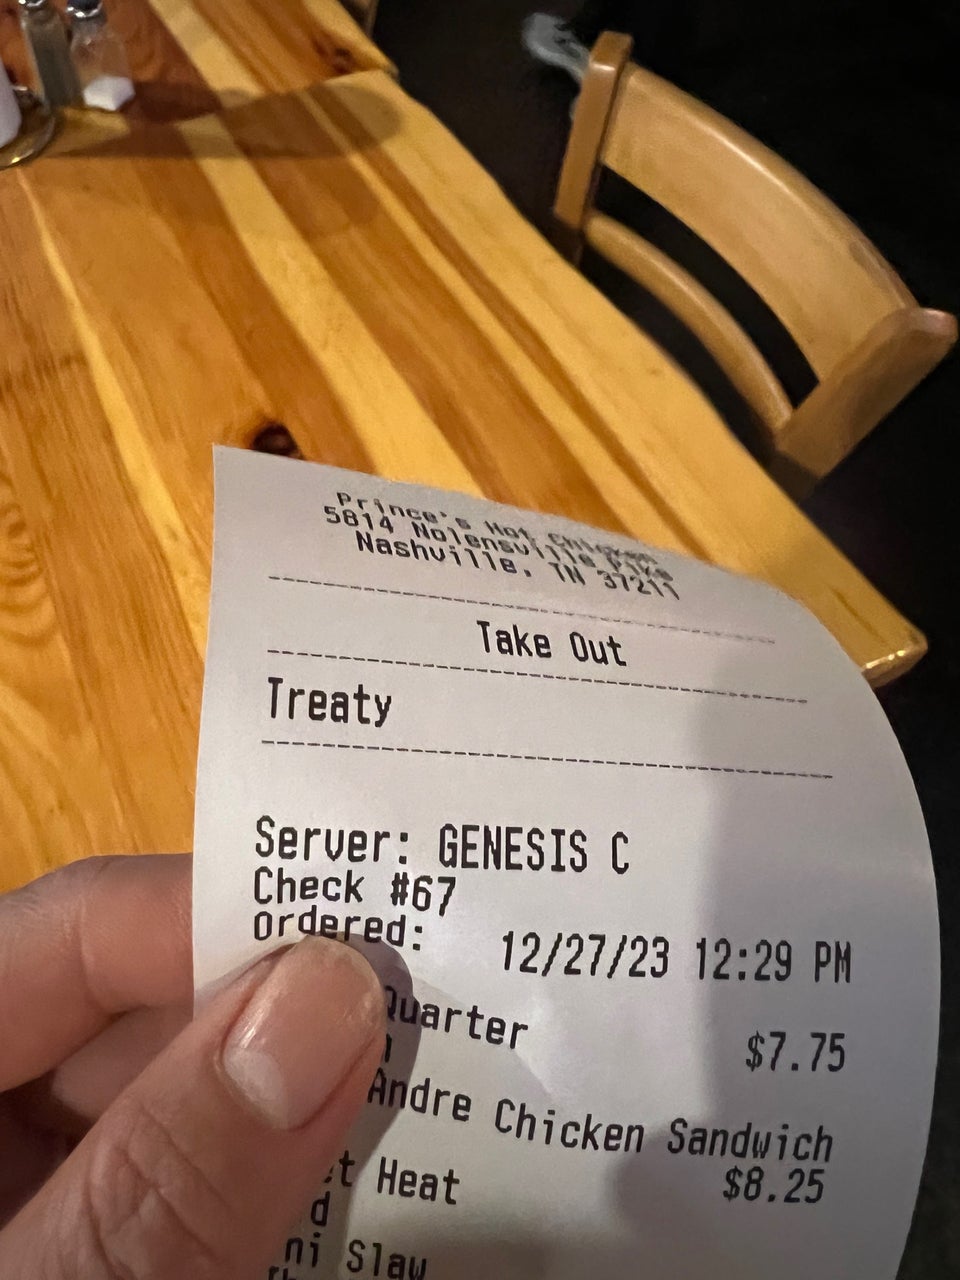 Prince's Hot Chicken
5814 Nolensville Pike
Nashville, TN 37211
Take Out
Treaty
Server: GENESIS C
Check #67
Ordered: 12/27/23 12:29 PM
Quarter $7.75
Andre Chicken Sandwich
t Heat $8.25
d
ni Slaw